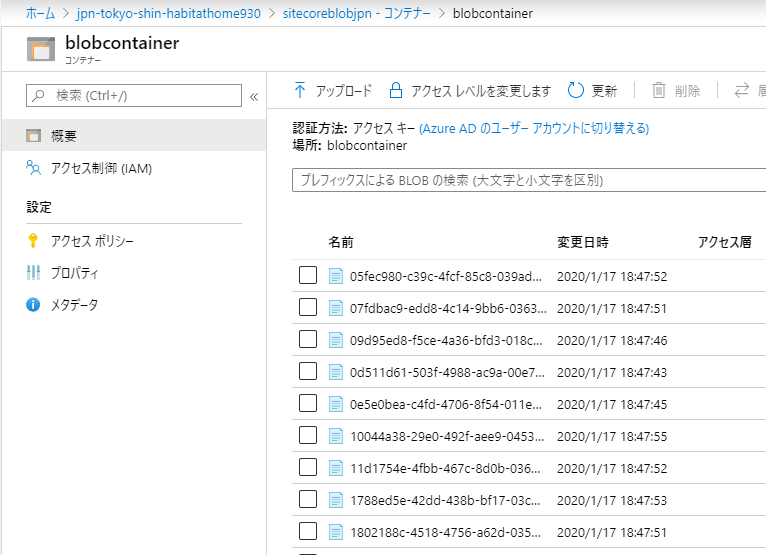 ホーム > jpn-tokyo-shin-habitathome930 > sitecoreblobjpn - コンテナー > blobcontainer
blobcontainer
コンテナー
検索 (Ctrl+/)
«
概要
アクセス制御 (IAM)
設定
アクセス ポリシー
プロパティ
メタデータ
アップロード
アクセス レベルを変更します
更新
削除
認証方法: アクセス キー (Azure AD のユーザー アカウントに切り替える)
場所: blobcontainer
プレフィックスによる BLOB の検索 (大文字と小文字を区別)
名前 変更日時 アクセス層
05fec980-c39c-4fcf-85c8-039ad... 2020/1/17 18:47:52
07fdbac9-edd8-4c14-9bb6-0363... 2020/1/17 18:47:51
09d95ed8-f5ce-4a36-bfd3-018c... 2020/1/17 18:47:46
0d511d61-503f-4988-ac9a-00e7... 2020/1/17 18:47:43
0e5e0bea-c4fd-4706-8f54-011e... 2020/1/17 18:47:45
10044a38-29e0-492f-aee9-0453... 2020/1/17 18:47:55
11d1754e-4fbb-467c-8d0b-036... 2020/1/17 18:47:52
1788ed5e-42dd-438b-bf17-03c... 2020/1/17 18:47:53
1802188c-4518-4756-a62d-035... 2020/1/17 18:47:51